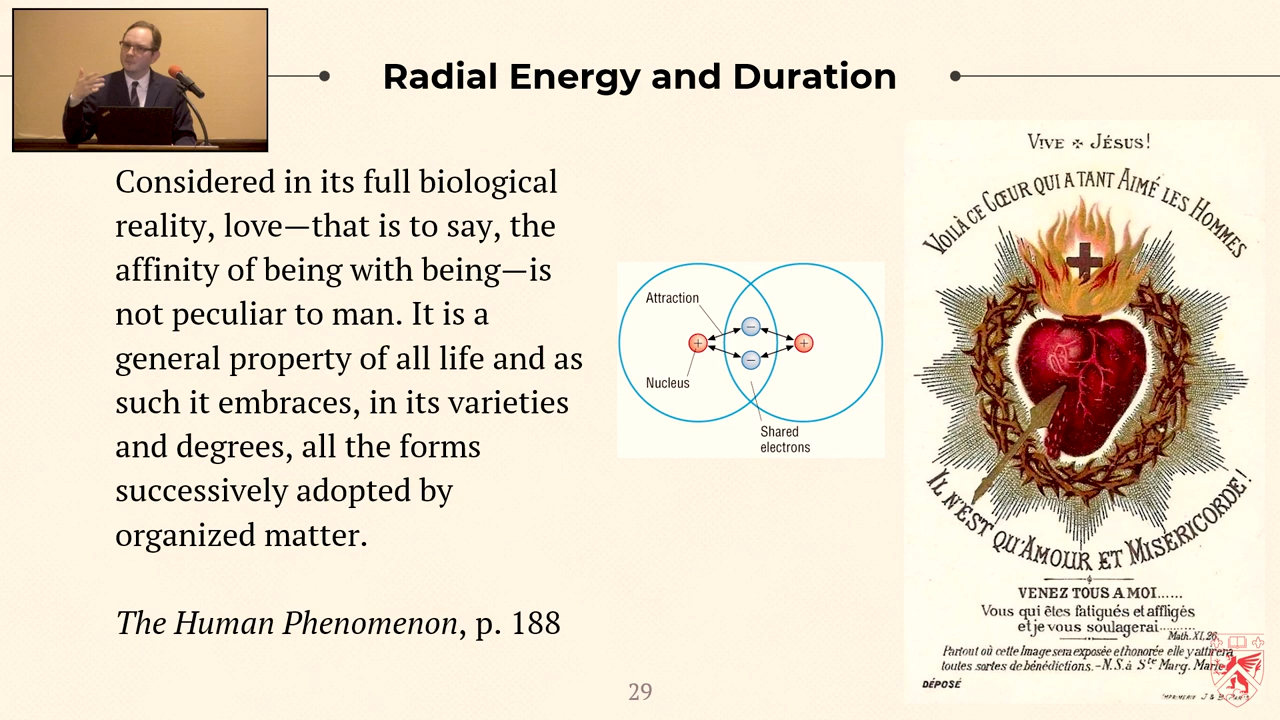 Radial Energy and Duration
Considered in its full biological
reality, love—that is to say, the
affinity of being with being—is
not peculiar to man. It is a
general property of all life and as
such it embraces, in its varieties
and degrees, all the forms
successively adopted by
organized matter.
The Human Phenomenon, p. 188
Attraction
Nucleus
Shared
electrons
+
−
−
+
VIVE ✣ JÉSUS!
VOILÀ CE CŒUR QUI A TANT AIMÉ LES HOMMES
IL N'EST QU'AMOUR ET MISERICORDE!
VENEZ TOUS A MOI......
Vous qui êtes fatigués et affligés
et je vous soulagerai..........
Math. XI, 26.
Partout où cette Image sera exposée et honorée elle y attirera
toutes sortes de bénédictions.-N.S. à Ste Marg. Marie
DÉPOSÉ
29